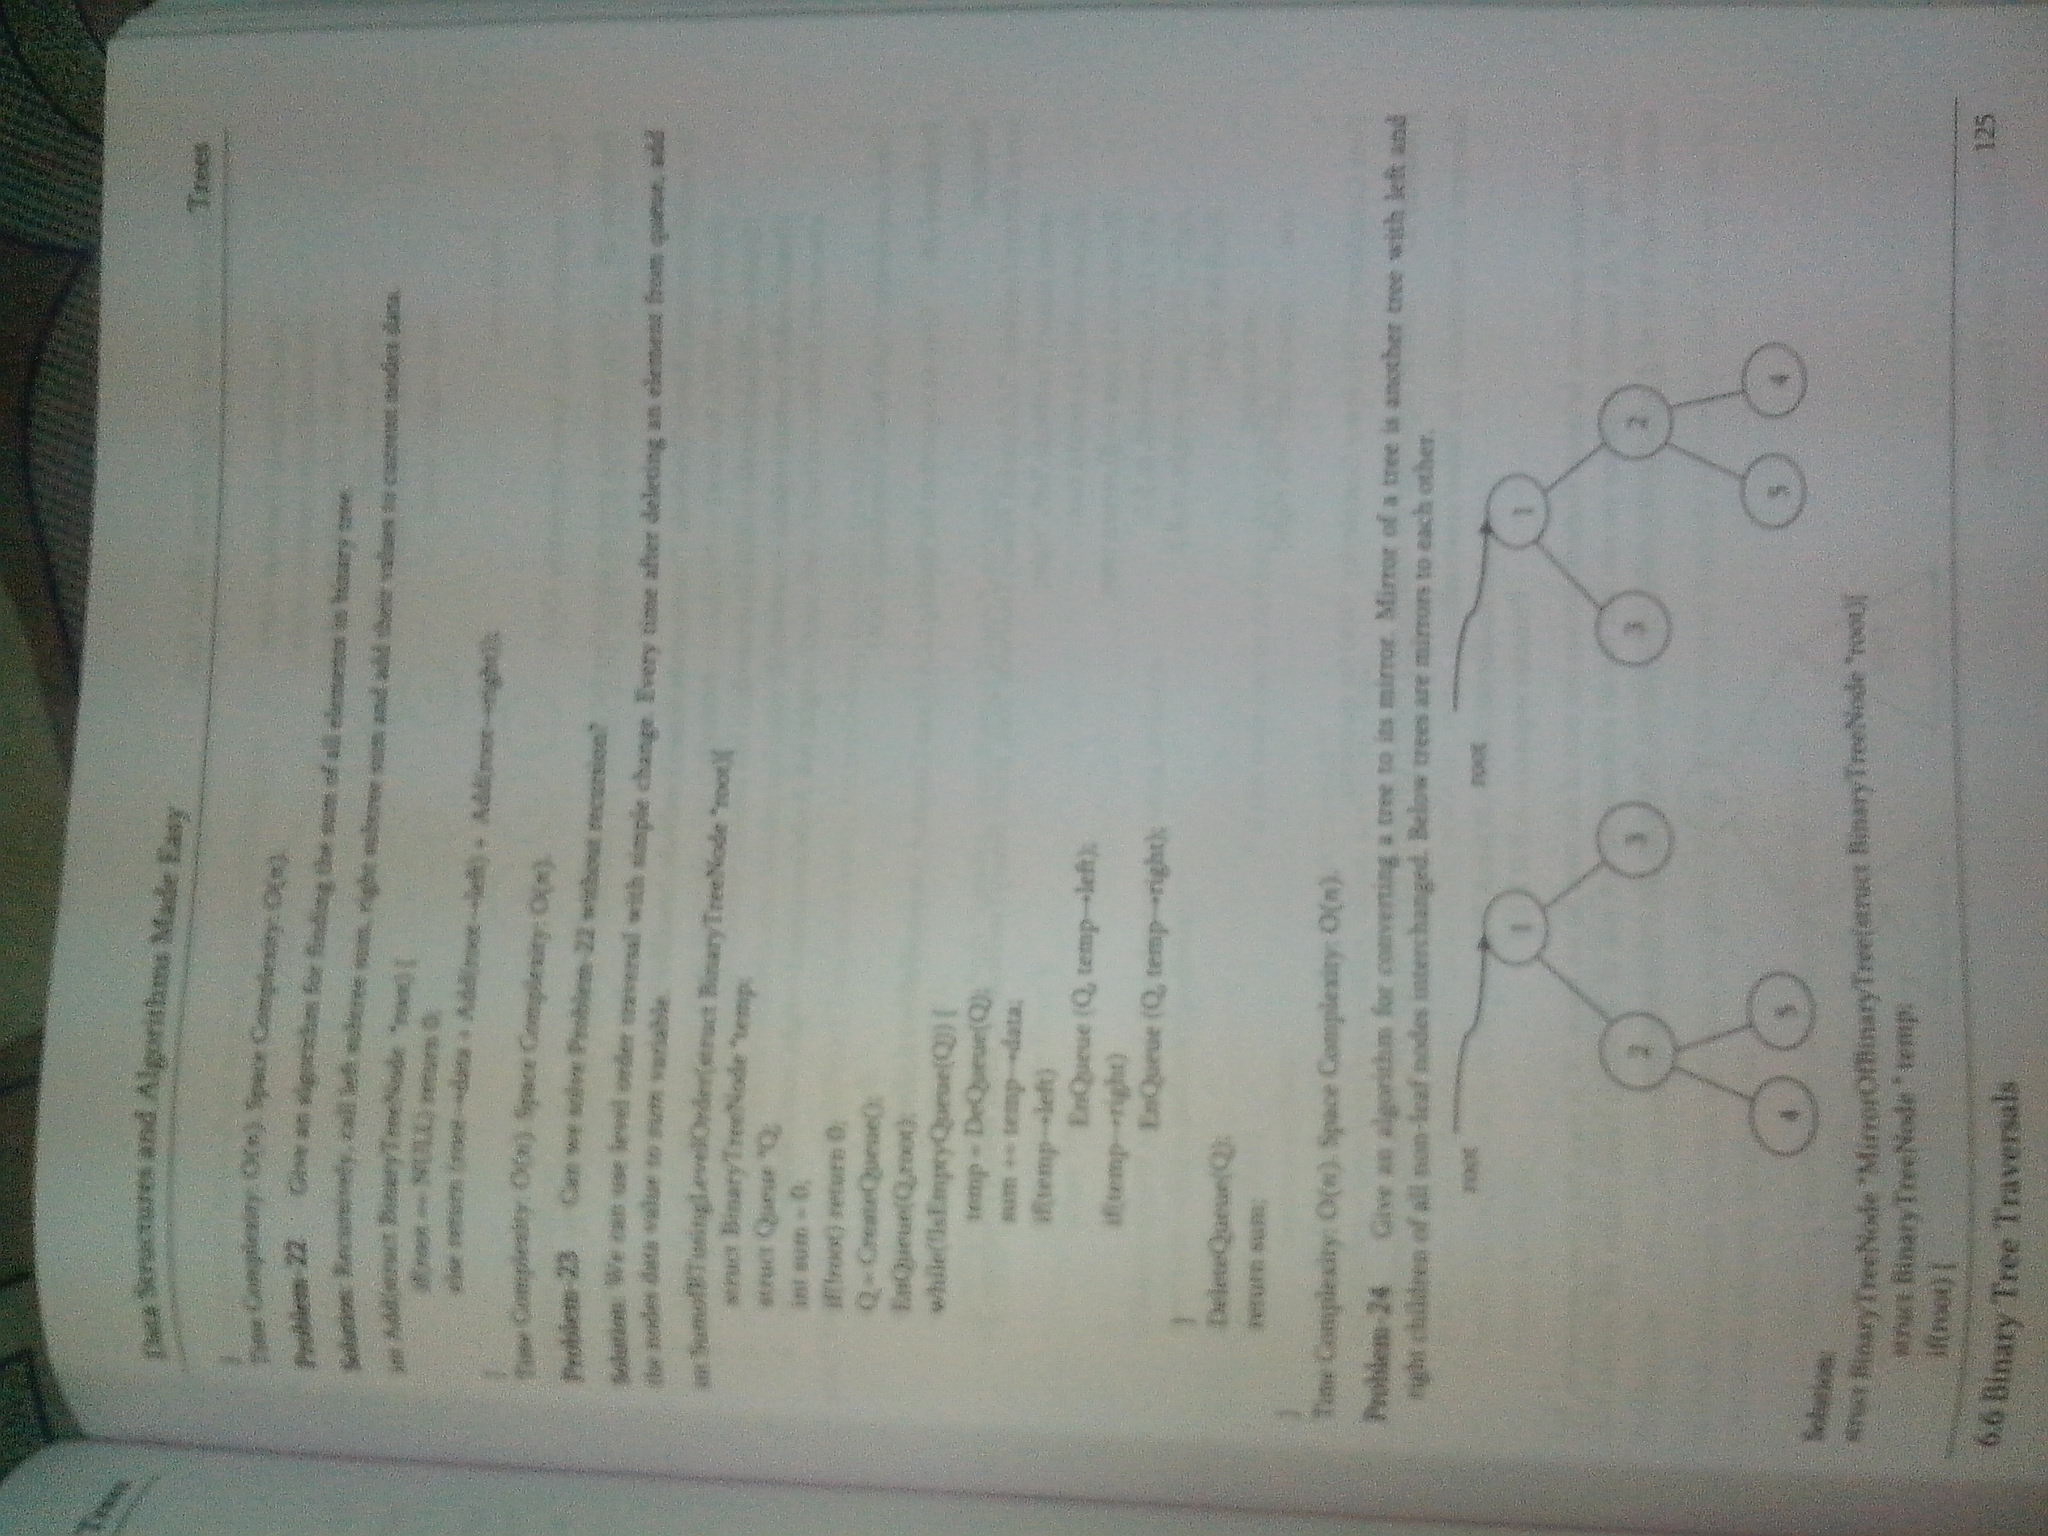 Trees
Data Structures and Algorithms Made Easy
Trees
}
Time Complexity: O(n). Space Complexity: O(n).
Problem-22 Give an algorithm for finding the sum of all elements in binary tree.
Solution: Recursively, call left subtree sum, right subtree sum and add their values to current nodes data.
int Add(struct BinaryTreeNode *root) {
if(root == NULL) return 0;
else return (root→data + Add(root→left) + Add(root→right));
}
Time Complexity: O(n). Space Complexity: O(n).
Problem-23 Can we solve Problem-22 without recursion?
Solution: We can use level order traversal with simple change. Every time after deleting an element from queue, add
the nodes data value to sum variable.
int SumofBTusingLevelOrder(struct BinaryTreeNode *root){
struct BinaryTreeNode *temp;
struct Queue *Q;
int sum = 0;
if(!root) return 0;
Q = CreateQueue();
EnQueue(Q,root);
while(!IsEmptyQueue(Q)) {
temp = DeQueue(Q);
sum += temp→data;
if(temp→left)
EnQueue (Q, temp→left);
if(temp→right)
EnQueue (Q, temp→right);
}
DeleteQueue(Q);
return sum;
}
Time Complexity: O(n). Space Complexity: O(n).
Problem-24 Give an algorithm for converting a tree to its mirror. Mirror of a tree is another tree with left and
right children of all non-leaf nodes interchanged. Below trees are mirrors to each other.
root root
1 1
2 3 3 2
4 5 5 4
Solution:
struct BinaryTreeNode *MirrorOfBinaryTree(struct BinaryTreeNode *root){
struct BinaryTreeNode * temp;
if(root) {
6.6 Binary Tree Traversals
125